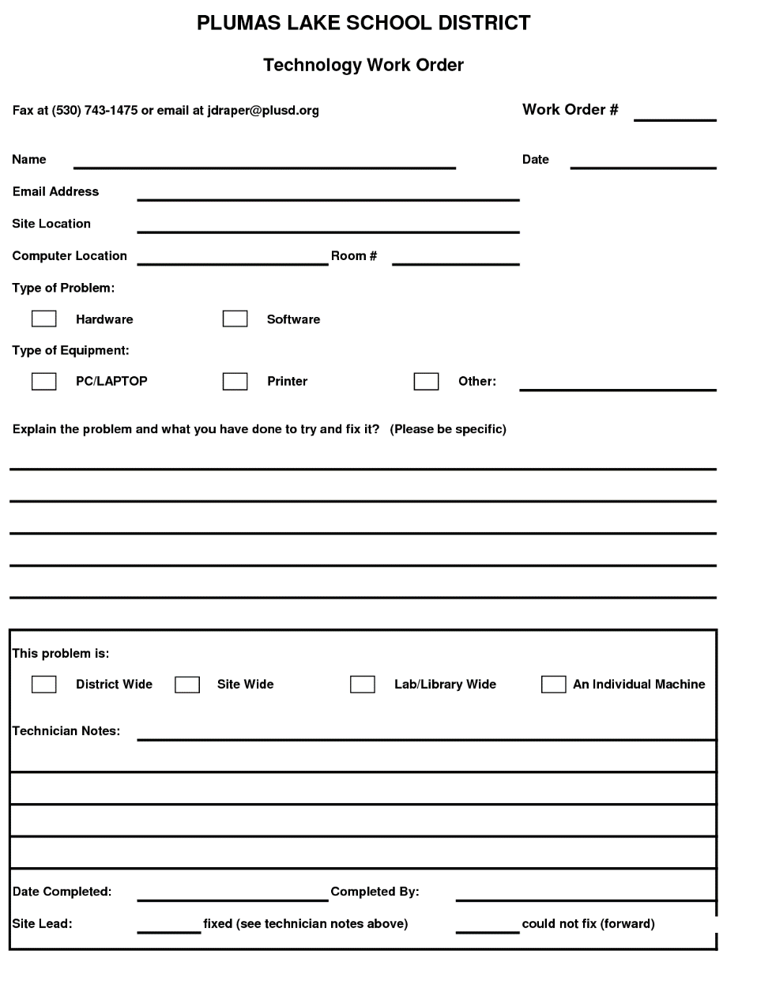 PLUMAS LAKE SCHOOL DISTRICT
Technology Work Order
Fax at (530) 743-1475 or email at jdraper@plusd.org Work Order #
Name Date
Email Address
Site Location
Computer Location Room #
Type of Problem:
Hardware Software
Type of Equipment:
PC/LAPTOP Printer Other:
Explain the problem and what you have done to try and fix it? (Please be specific)
This problem is:
District Wide Site Wide Lab/Library Wide An Individual Machine
Technician Notes:
Date Completed: Completed By:
Site Lead: fixed (see technician notes above) could not fix (forward)